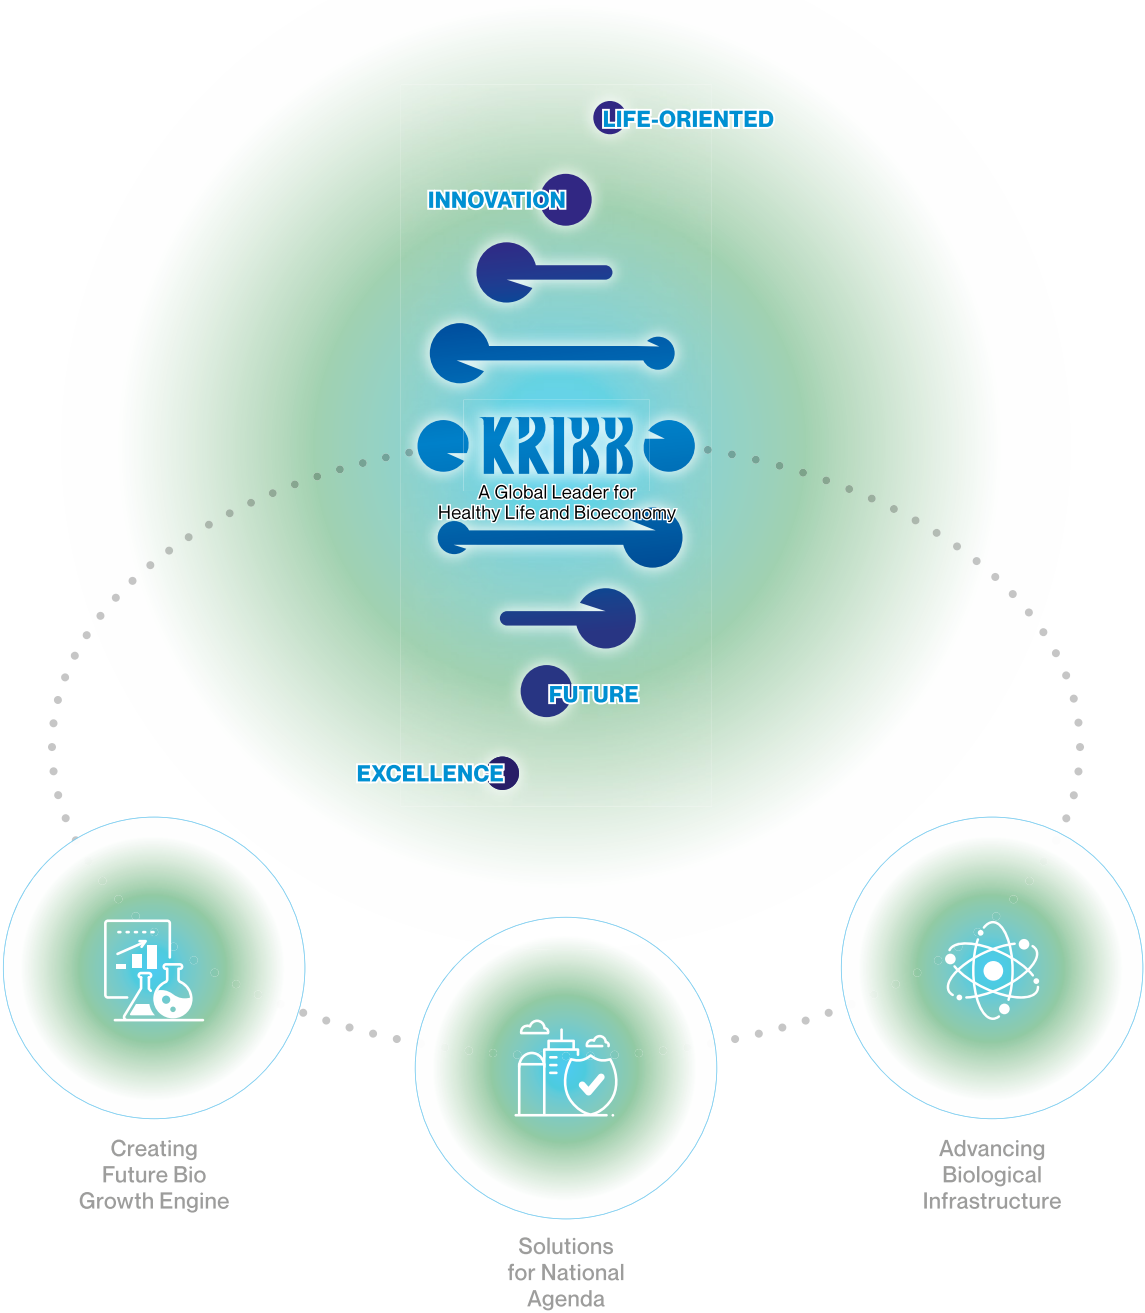 LIFE-ORIENTED
INNOVATION
KRIBB
A Global Leader for
Healthy Life and Bioeconomy
FUTURE
EXCELLENCE
Creating
Future Bio
Growth Engine
Solutions
for National
Agenda
Advancing
Biological
Infrastructure